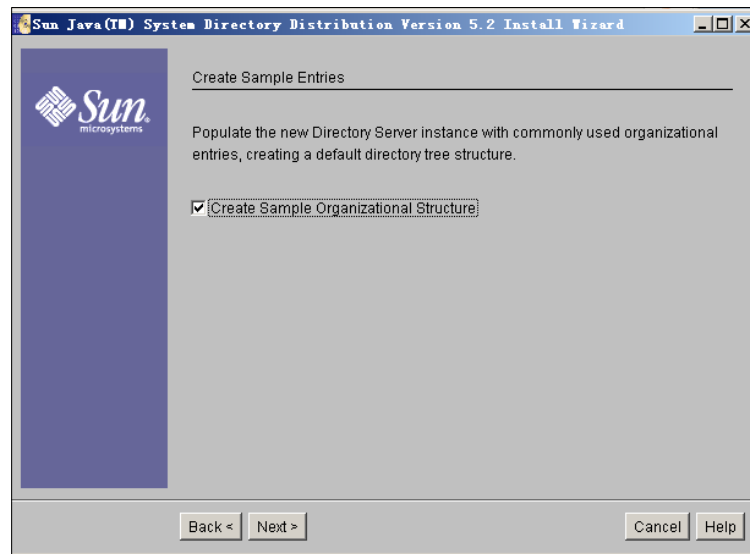 Sun Java(TM) System Directory Distribution Version 5.2 Install Wizard
Sun
microsystems
Create Sample Entries
Populate the new Directory Server instance with commonly used organizational
entries, creating a default directory tree structure.
Create Sample Organizational Structure
Back < Next > Cancel Help